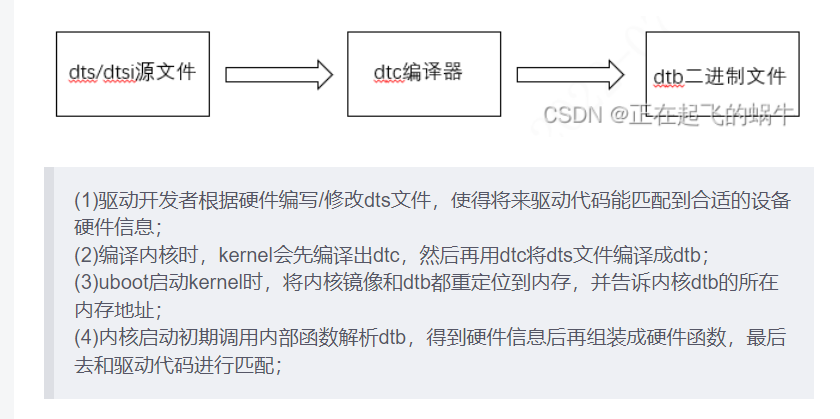 dts/dtsi源文件
dtc编译器
dtb二进制文件
CSDN @正在起飞的蜗牛
(1)驱动开发者根据硬件编写/修改dts文件，使得将来驱动代码能匹配到合适的设备
硬件信息；
(2)编译内核时，kernel会先编译出dtc，然后再用dtc将dts文件编译成dtb；
(3)uboot启动kernel时，将内核镜像和dtb都重定位到内存，并告诉内核dtb的所在
内存地址；
(4)内核启动初期调用内部函数解析dtb，得到硬件信息后再组装成硬件函数，最后
去和驱动代码进行匹配；